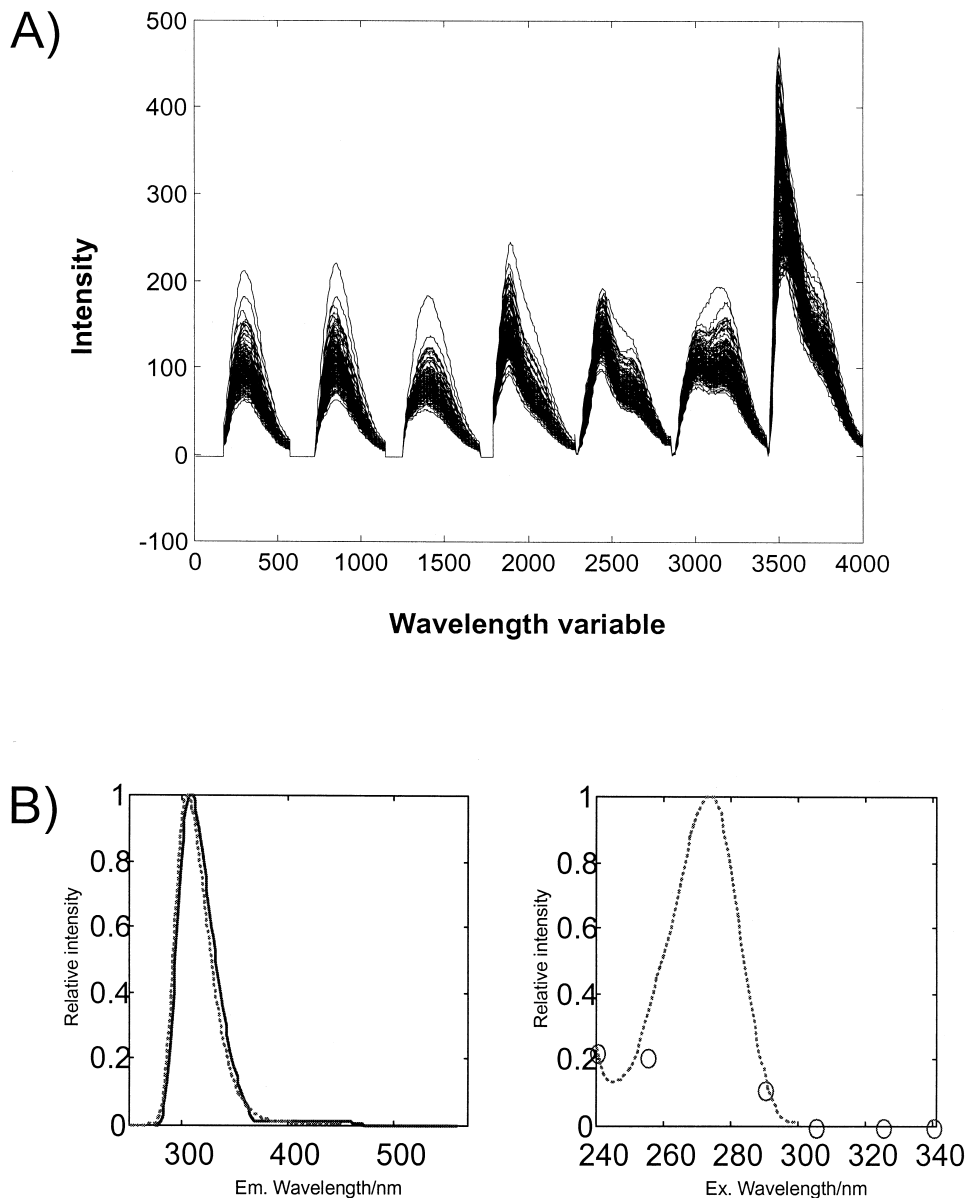 A)
500
400
300
200
100
0
-100
Intensity
0 500 1000 1500 2000 2500 3000 3500 4000
Wavelength variable
B)
1
0.8
0.6
0.4
0.2
0
Relative intensity
300 400 500
Em. Wavelength/nm
1
0.8
0.6
0.4
0.2
0
Relative intensity
240 260 280 300 320 340
Ex. Wavelength/nm